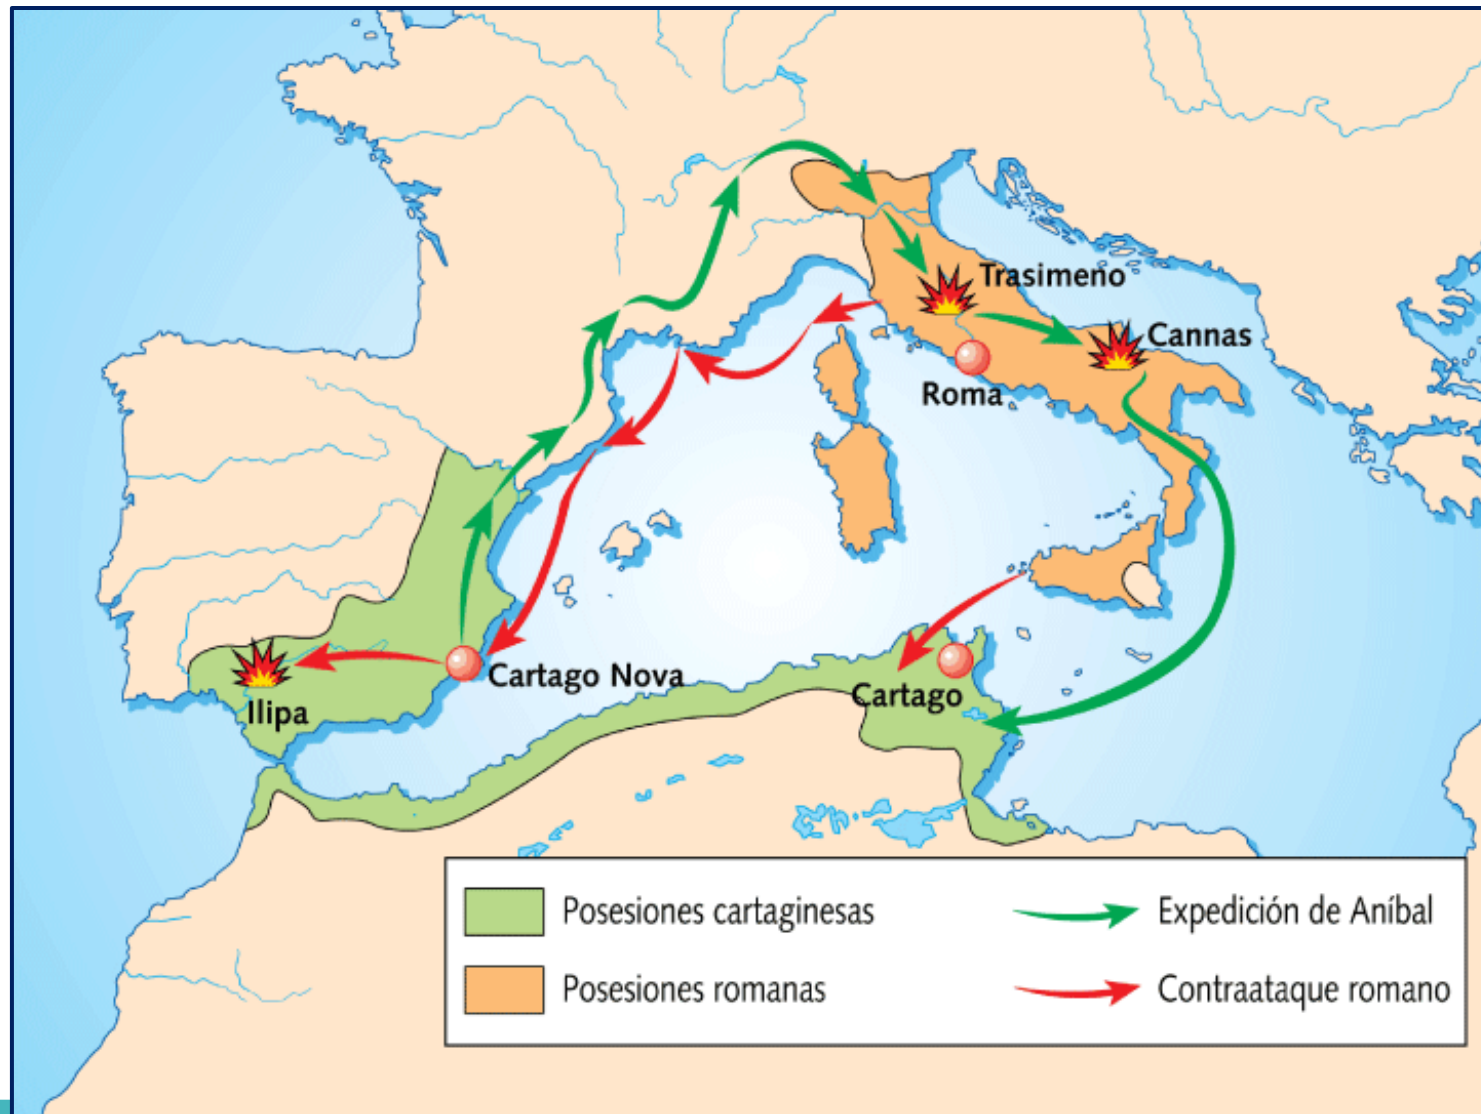 Trasimeno
Cannas
Roma
Cartago Nova
Cartago
Ilipa
Posesiones cartaginesas
Expedición de Aníbal
Posesiones romanas
Contraataque romano